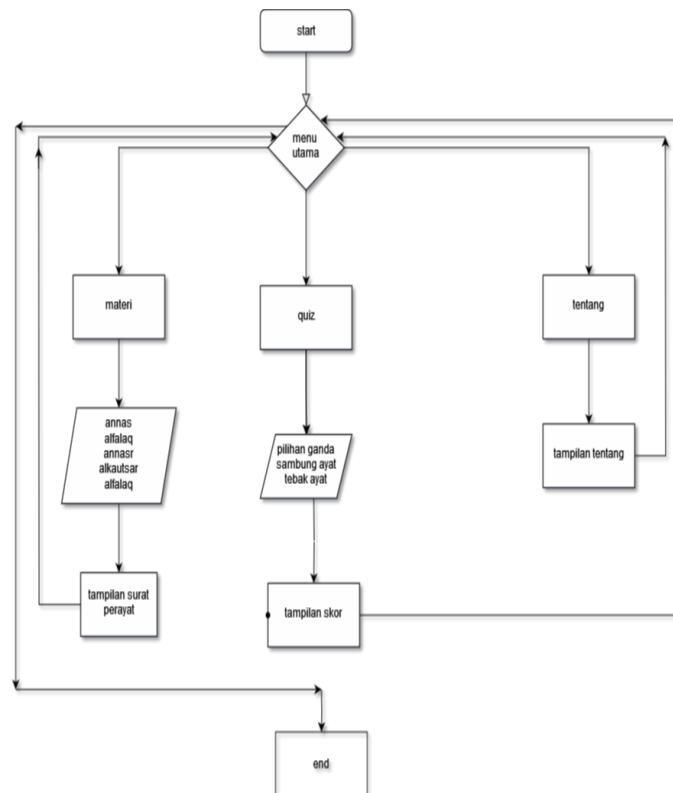 start
menu
utama
materi
quiz
tentang
annas
alfalaq
annasr
alkautsar
alfalaq
pilihan ganda
sambung ayat
tebak ayat
tampilan tentang
tampilan surat
perayat
tampilan skor
end